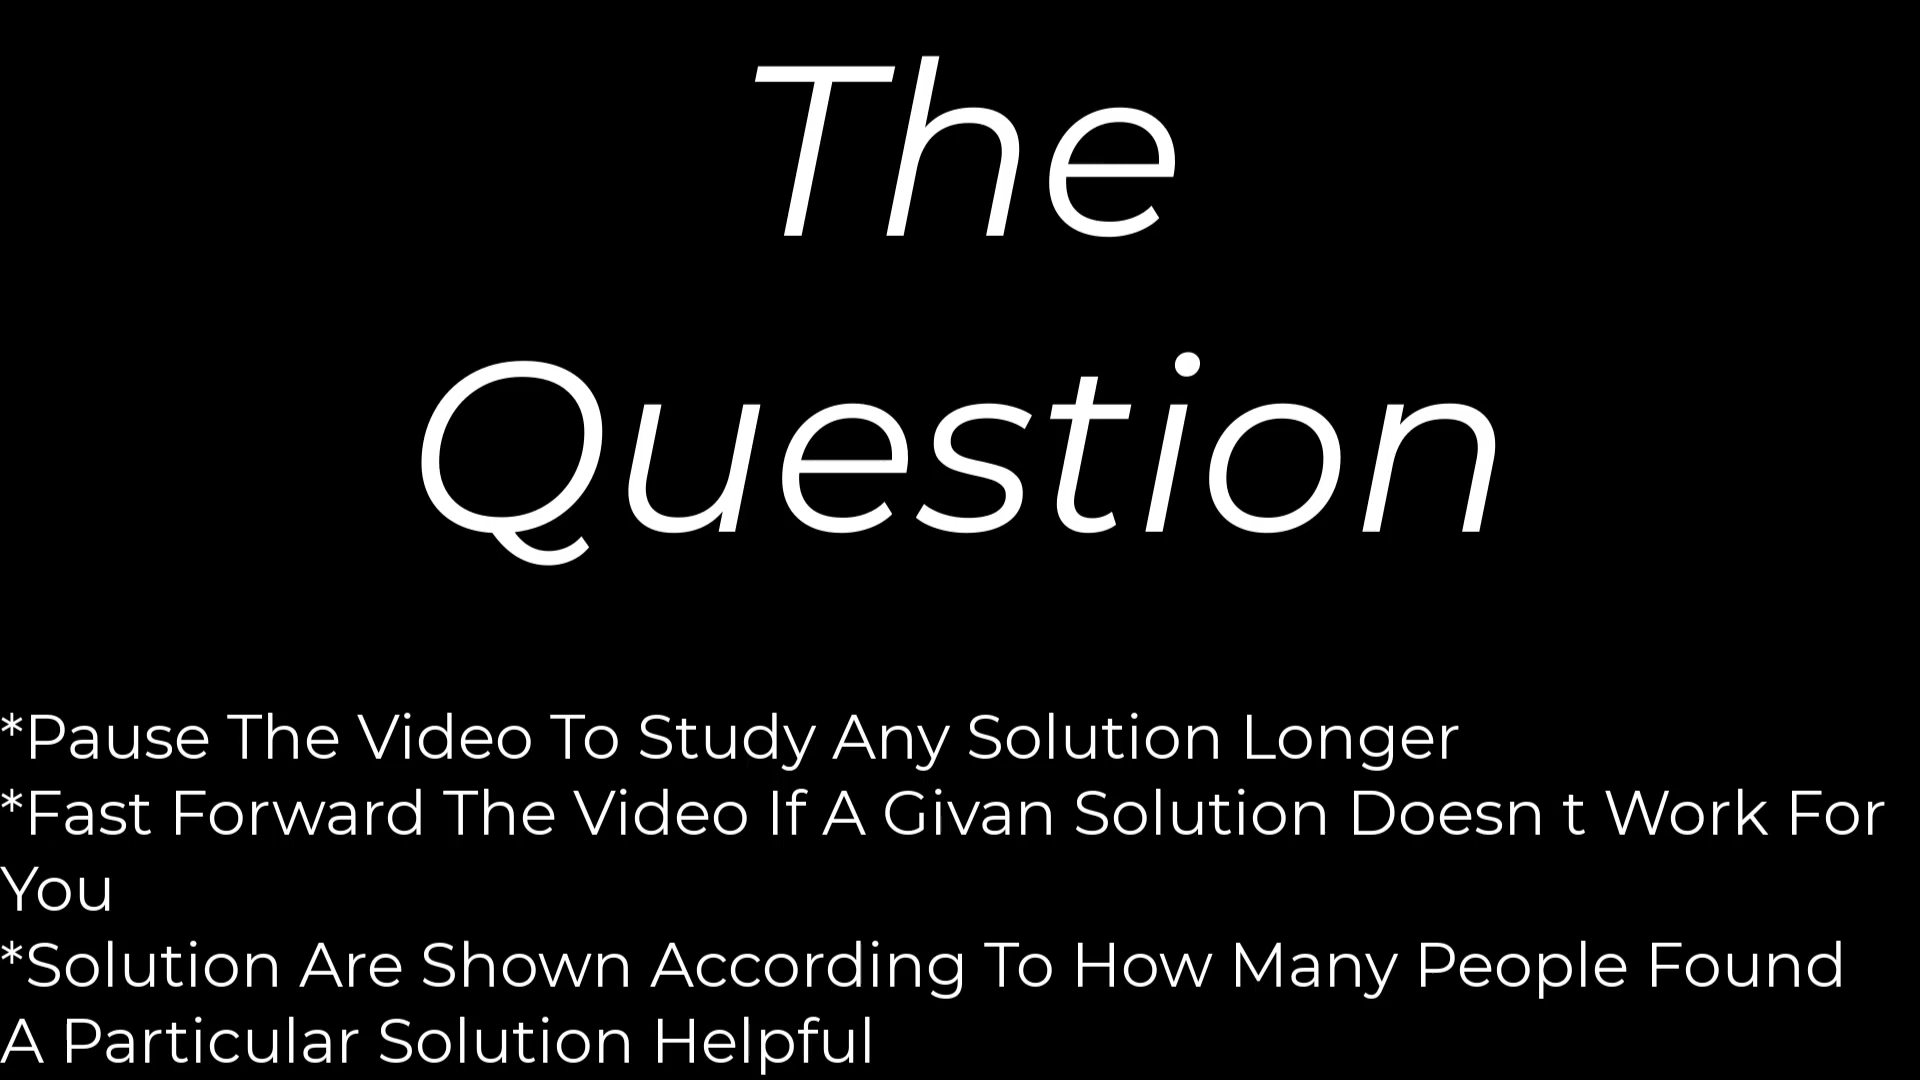 The
Question
*Pause The Video To Study Any Solution Longer
*Fast Forward The Video If A Givan Solution Doesn t Work For
You
*Solution Are Shown According To How Many People Found
A Particular Solution Helpful